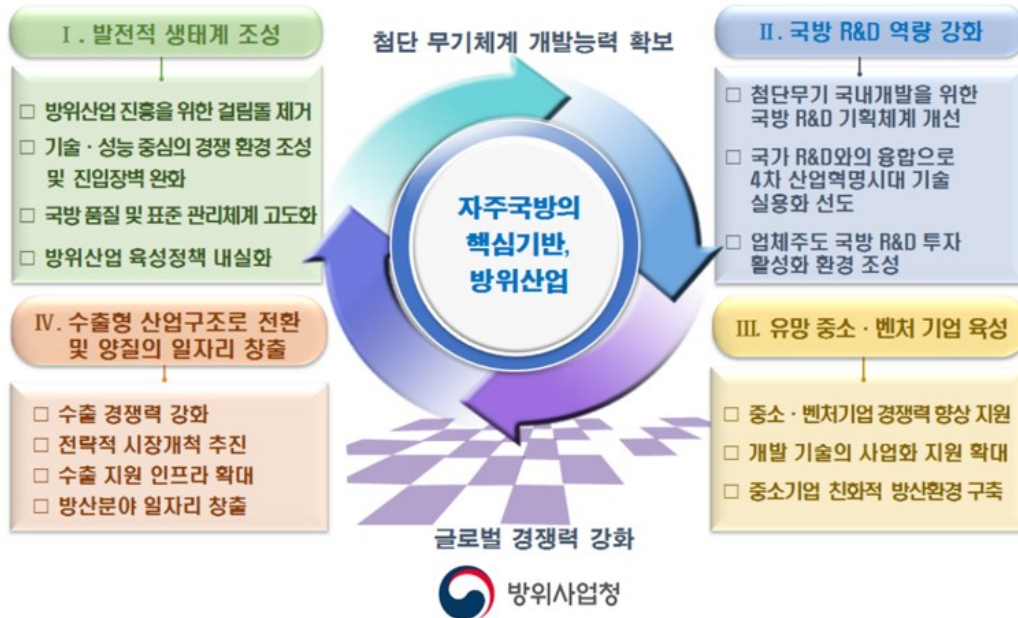 Ⅰ. 발전적 생태계 조성
□ 방위산업 진흥을 위한 걸림돌 제거
□ 기술·성능 중심의 경쟁 환경 조성
및 진입장벽 완화
□ 국방 품질 및 표준 관리체계 고도화
□ 방위산업 육성정책 내실화
첨단 무기체계 개발능력 확보
Ⅱ. 국방 R&D 역량 강화
□ 첨단무기 국내개발을 위한
국방 R&D 기획체계 개선
□ 국가 R&D와의 융합으로
4차 산업혁명시대 기술
실용화 선도
□ 업체주도 국방 R&D 투자
활성화 환경 조성
자주국방의
핵심기반,
방위산업
Ⅳ. 수출형 산업구조로 전환
및 양질의 일자리 창출
□ 수출 경쟁력 강화
□ 전략적 시장개척 추진
□ 수출 지원 인프라 확대
□ 방산분야 일자리 창출
Ⅲ. 유망 중소·벤처 기업 육성
□ 중소·벤처기업 경쟁력 향상 지원
□ 개발 기술의 사업화 지원 확대
□ 중소기업 친화적 방산환경 구축
글로벌 경쟁력 강화
방위사업청